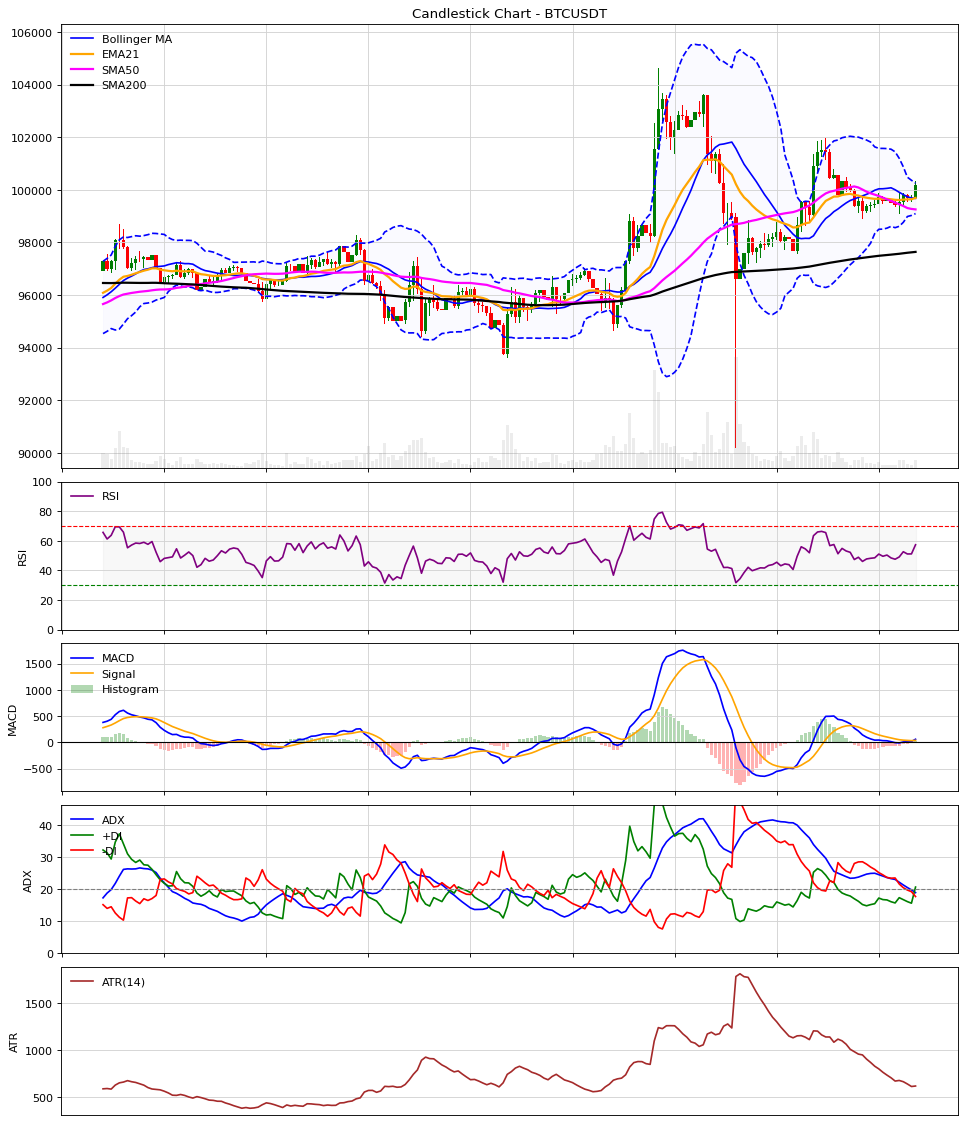 Candlestick Chart - BTCUSDT
106000
104000
102000
100000
98000
96000
94000
92000
90000
Bollinger MA
EMA21
SMA50
SMA200
100
80
60
40
20
0
RSI
RSI
1500
1000
500
0
−500
MACD
MACD
Signal
Histogram
40
30
20
10
0
ADX
ADX
+DI
-DI
1500
1000
500
ATR
ATR(14)